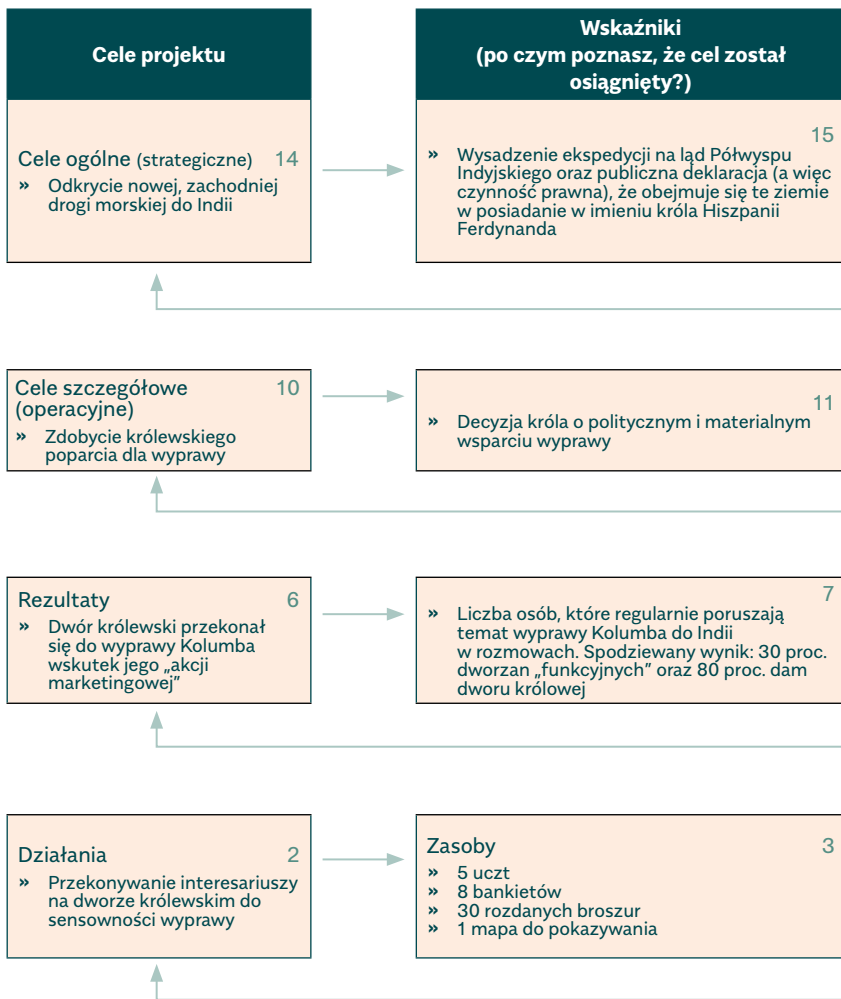 Cele projektu
Wskaźniki
(po czym poznasz, że cel został
osiągnięty?)
Cele ogólne (strategiczne) 14
» Odkrycie nowej, zachodniej
drogi morskiej do Indii
15
» Wysadzenie ekspedycji na ląd Półwyspu
Indyjskiego oraz publiczna deklaracja (a więc
czynność prawna), że obejmuje się te ziemie
w posiadanie w imieniu króla Hiszpanii
Ferdynanda
Cele szczegółowe 10
(operacyjne)
» Zdobycie królewskiego
poparcia dla wyprawy
11
» Decyzja króla o politycznym i materialnym
wsparciu wyprawy
Rezultaty 6
» Dwór królewski przekonał
się do wyprawy Kolumba
wskutek jego „akcji
marketingowej”
7
» Liczba osób, które regularnie poruszają
temat wyprawy Kolumba do Indii
w rozmowach. Spodziewany wynik: 30 proc.
dworzan „funkcyjnych” oraz 80 proc. dam
dworu królowej
Działania 2
» Przekonywanie interesariuszy
na dworze królewskim do
sensowności wyprawy
Zasoby 3
» 5 uczt
» 8 bankietów
» 30 rozdanych broszur
» 1 mapa do pokazywania